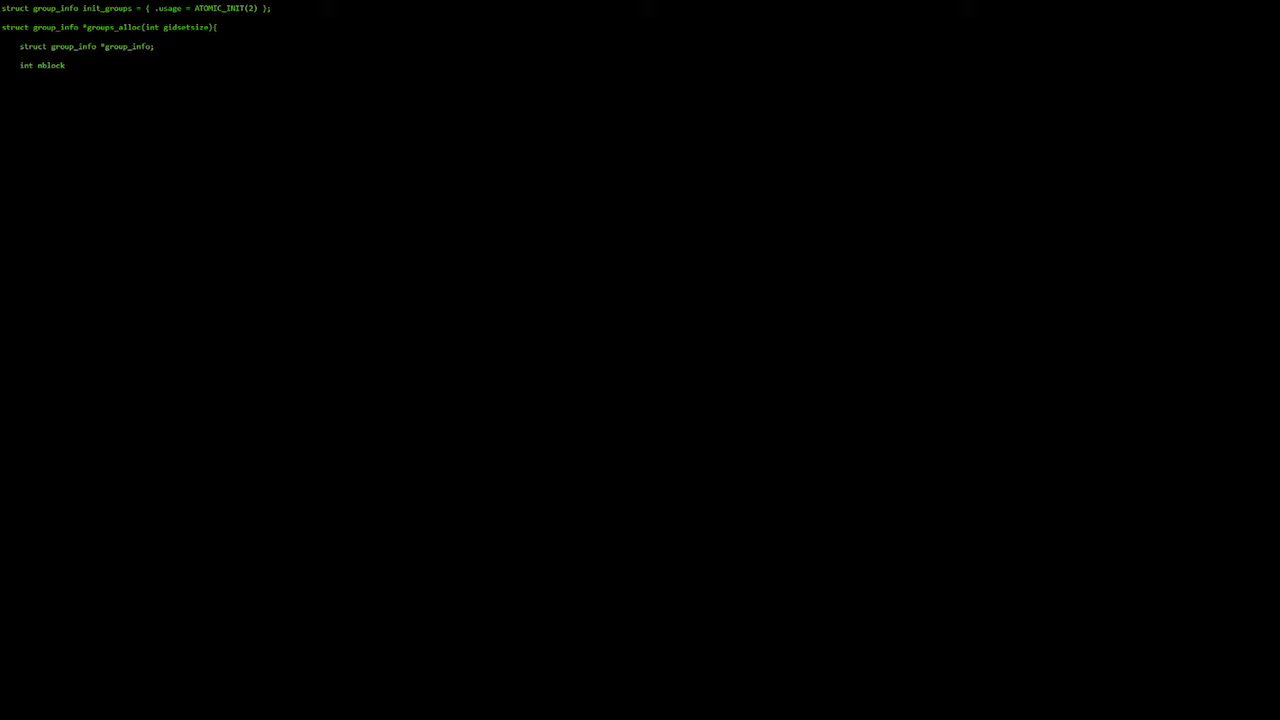 struct group_info init_groups = { .usage = ATOMIC_INIT(2) };
struct group_info *groups_alloc(int gidsetsize){
struct group_info *group_info;
int nblock